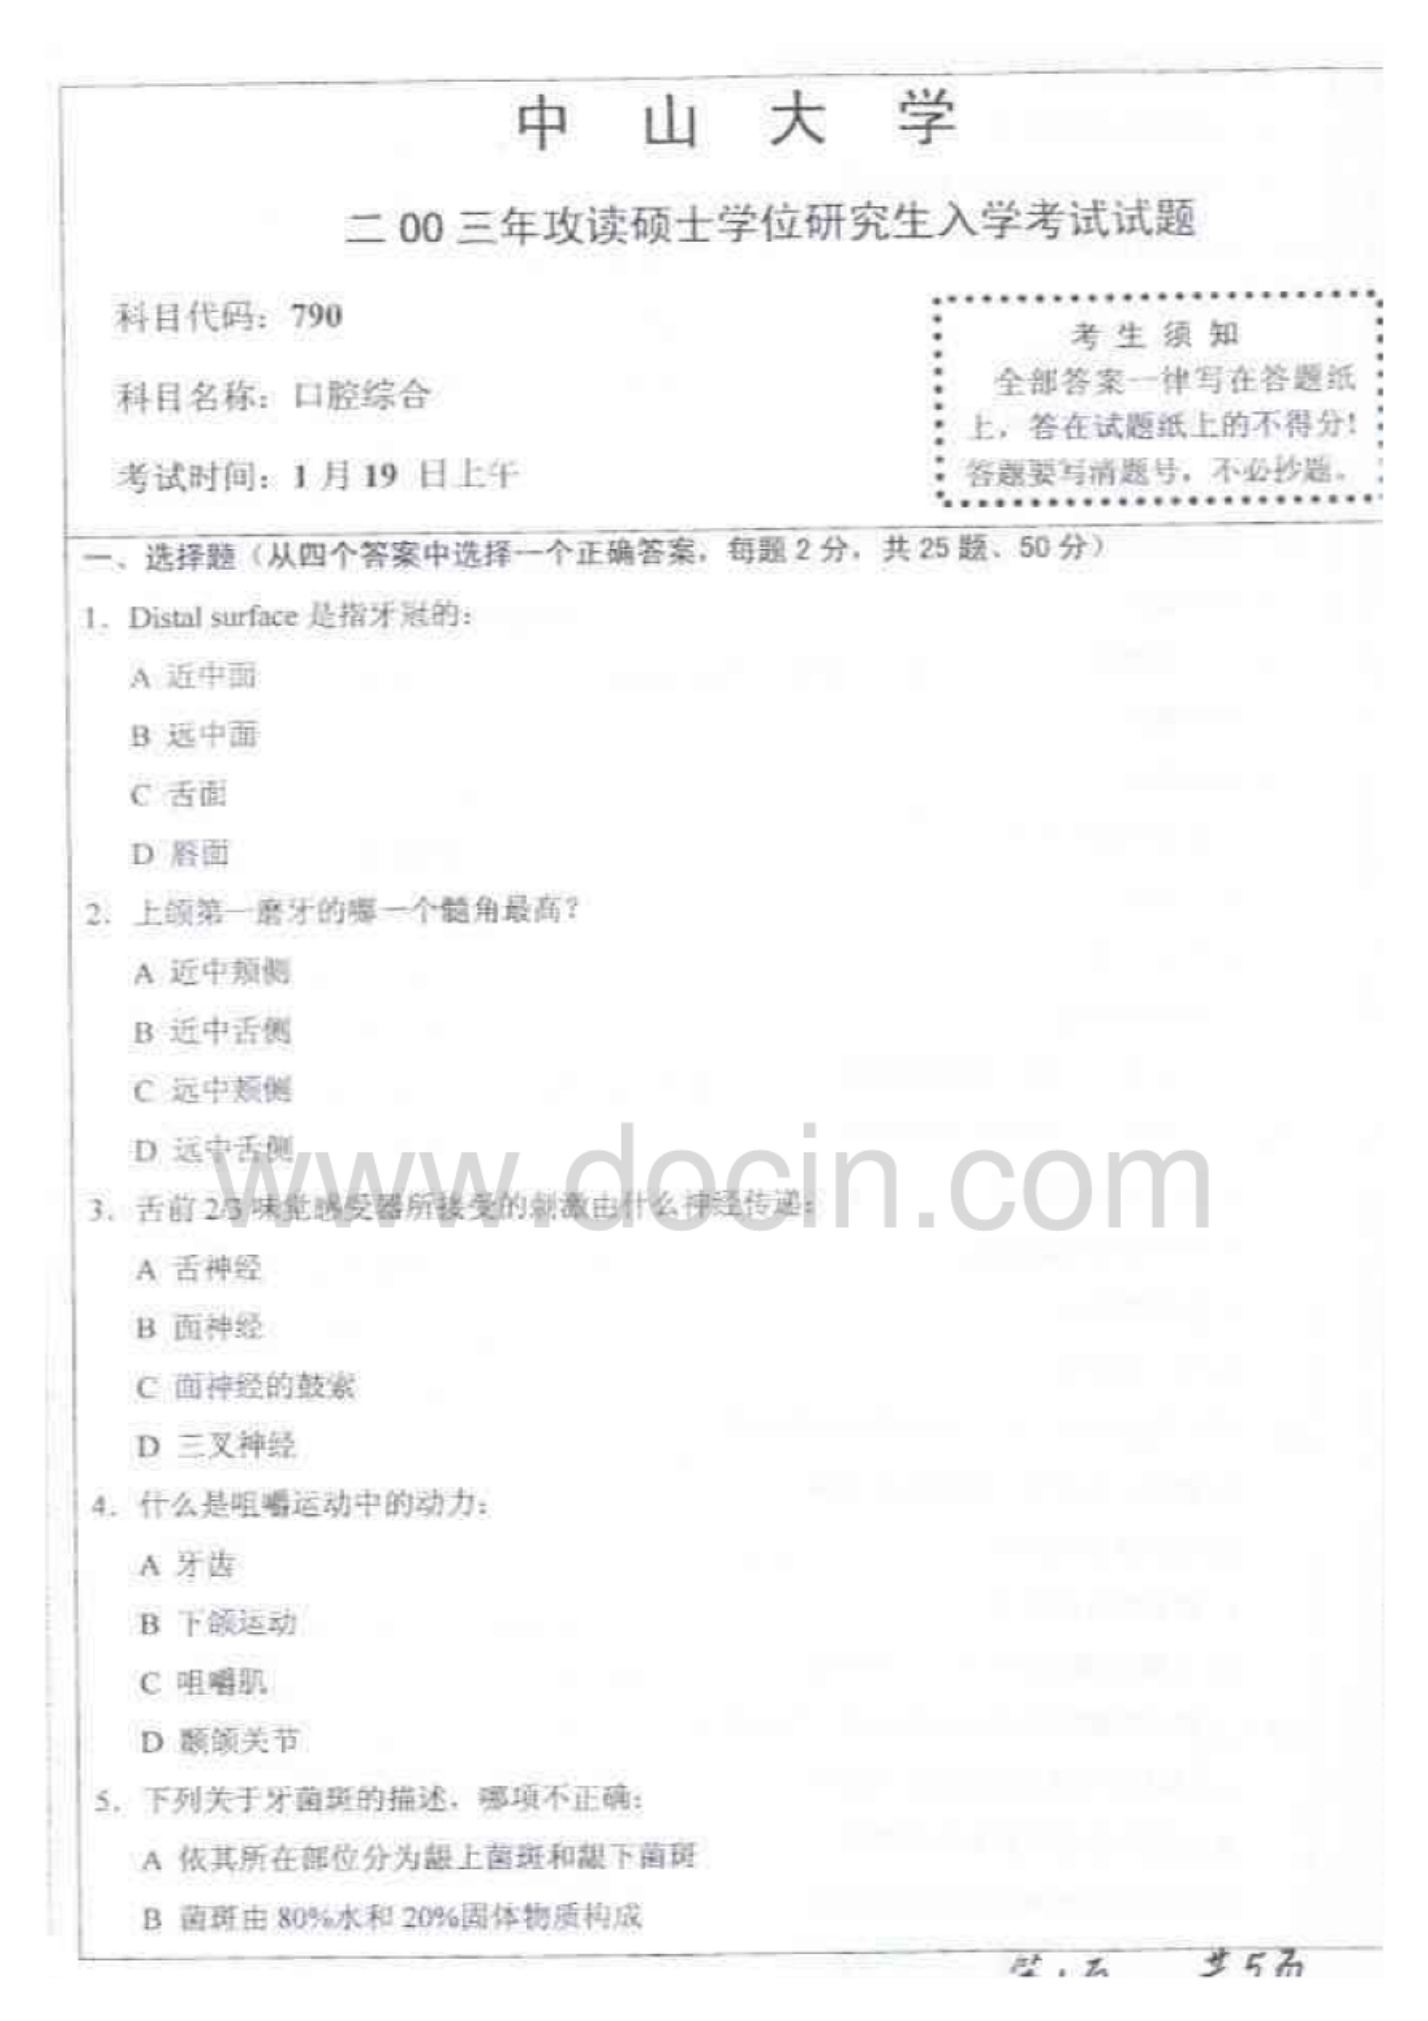 中山大学
二00三年攻读硕士学位研究生入学考试试题
科目代码：790
科目名称：口腔综合
考试时间：1月19 日上午
考生须知
全部答案一律写在答题纸
上，答在试题纸上的不得分！
答题要写清题号，不必抄题。
一、选择题（从四个答案中选择一个正确答案，每题2分，共25题、50分）
1．Distal surface是指牙冠的：
A 近中面
B 远中面
C 舌面
D 唇面
2．上颌第一磨牙的哪一个髓角最高？
A 近中颊侧
B 近中舌侧
C 远中颊侧
D 远中舌侧
www.docin.com
3．舌前2/3味觉感受器所接受的刺激由什么神经传递：
A 舌神经
B 面神经
C 面神经的鼓索
D 三叉神经
4．什么是咀嚼运动中的动力：
A 牙齿
B 下颌运动
C 咀嚼肌
D 颞颌关节
5．下列关于牙菌斑的描述，哪项不正确：
A 依其所在部位分为龈上菌斑和龈下菌斑
B 菌斑由80%水和20%固体物质构成
共5页